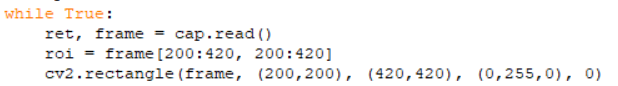 while True:
    ret, frame = cap.read()
    roi = frame[200:420, 200:420]
    cv2.rectangle(frame, (200,200), (420,420), (0,255,0), 0)